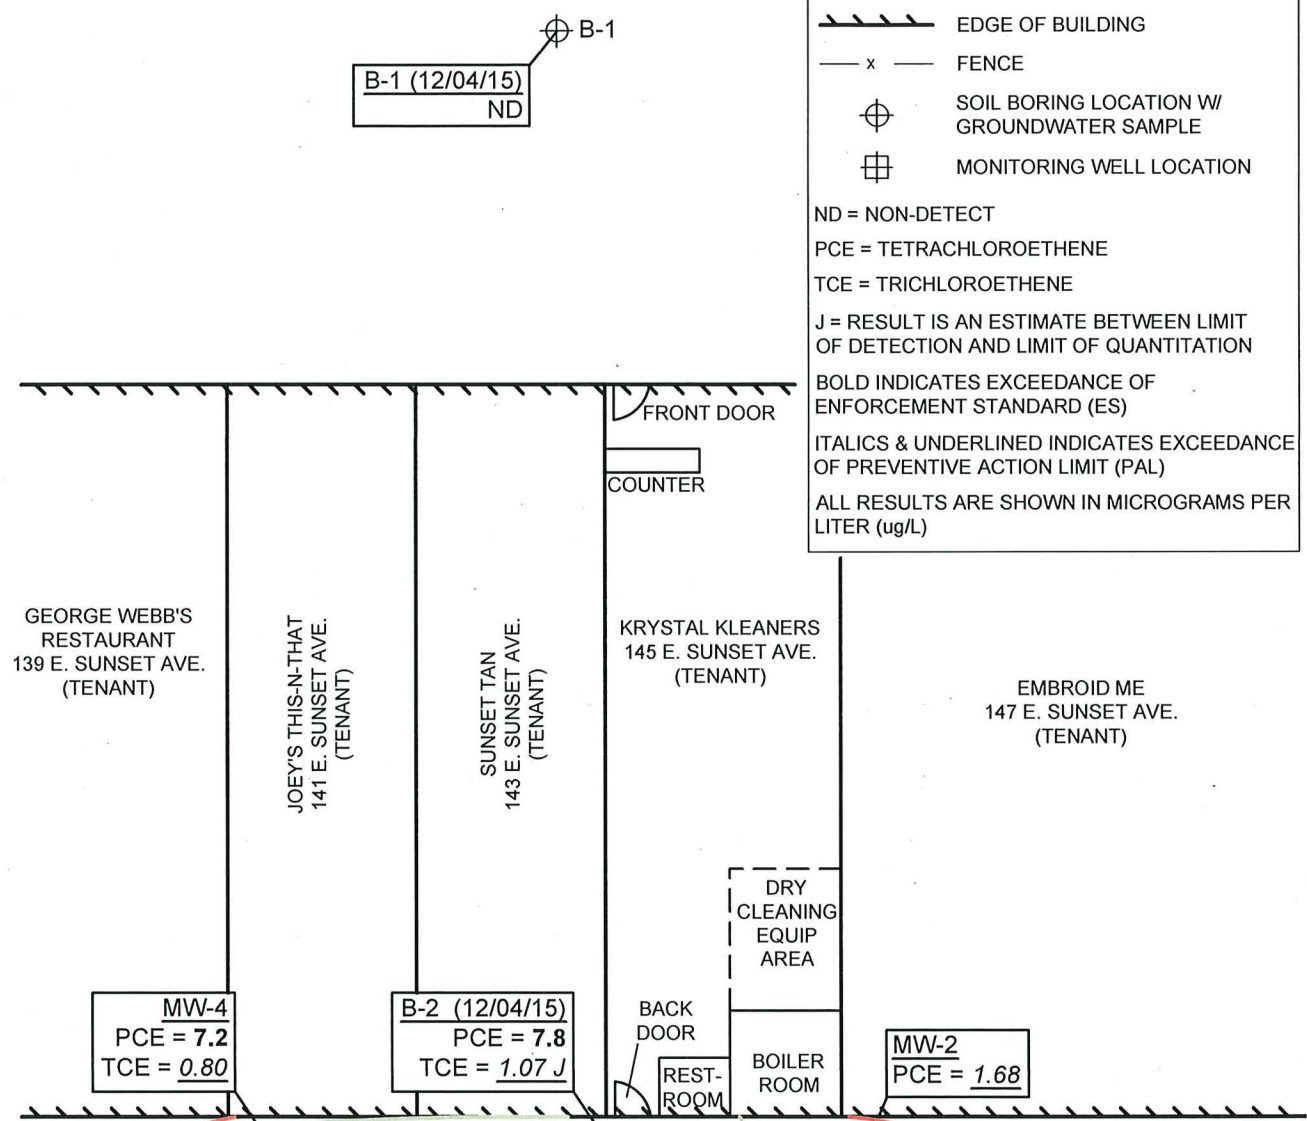 B-1
B-1 (12/04/15)
ND
EDGE OF BUILDING
x
FENCE
SOIL BORING LOCATION W/
GROUNDWATER SAMPLE
MONITORING WELL LOCATION
ND = NON-DETECT
PCE = TETRACHLOROETHENE
TCE = TRICHLOROETHENE
J = RESULT IS AN ESTIMATE BETWEEN LIMIT
OF DETECTION AND LIMIT OF QUANTITATION
BOLD INDICATES EXCEEDANCE OF
ENFORCEMENT STANDARD (ES)
ITALICS & UNDERLINED INDICATES EXCEEDANCE
OF PREVENTIVE ACTION LIMIT (PAL)
ALL RESULTS ARE SHOWN IN MICROGRAMS PER
LITER (ug/L)
FRONT DOOR
COUNTER
GEORGE WEBB'S
RESTAURANT
139 E. SUNSET AVE.
(TENANT)
JOEY'S THIS-N-THAT
141 E. SUNSET AVE.
(TENANT)
SUNSET TAN
143 E. SUNSET AVE.
(TENANT)
KRYSTAL KLEANERS
145 E. SUNSET AVE.
(TENANT)
EMBROID ME
147 E. SUNSET AVE.
(TENANT)
DRY
CLEANING
EQUIP
AREA
MW-4
PCE = 7.2
TCE = 0.80
B-2 (12/04/15)
PCE = 7.8
TCE = 1.07 J
BACK
DOOR
REST-
ROOM
BOILER
ROOM
MW-2
PCE = 1.68